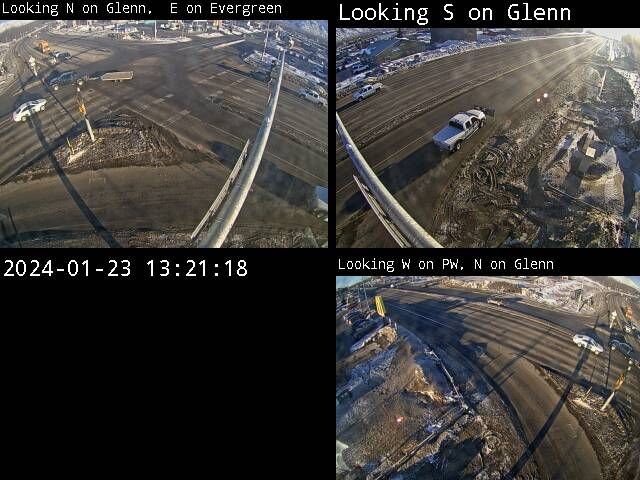 Looking N on Glenn,  E on Evergreen
Looking S on Glenn
2024-01-23 13:21:18
Looking W on PW, N on Glenn